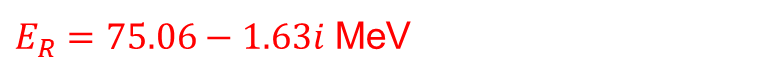 E_R = 75.06 − 1.63i MeV